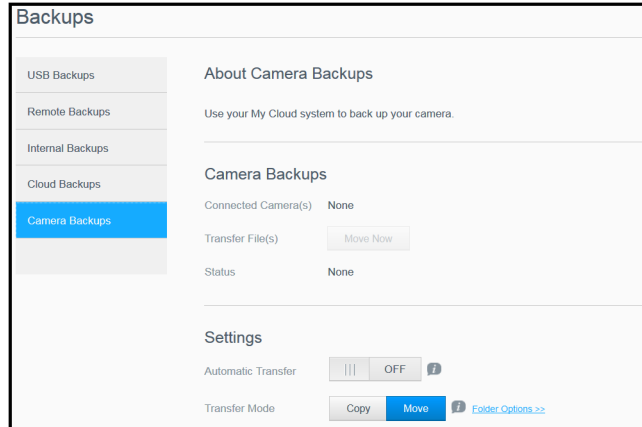 Backups
USB Backups
Remote Backups
Internal Backups
Cloud Backups
Camera Backups
About Camera Backups
Use your My Cloud system to back up your camera.
Camera Backups
Connected Camera(s) None
Transfer File(s) Move Now
Status None
Settings
Automatic Transfer OFF i
Transfer Mode Copy Move i Folder Options >>